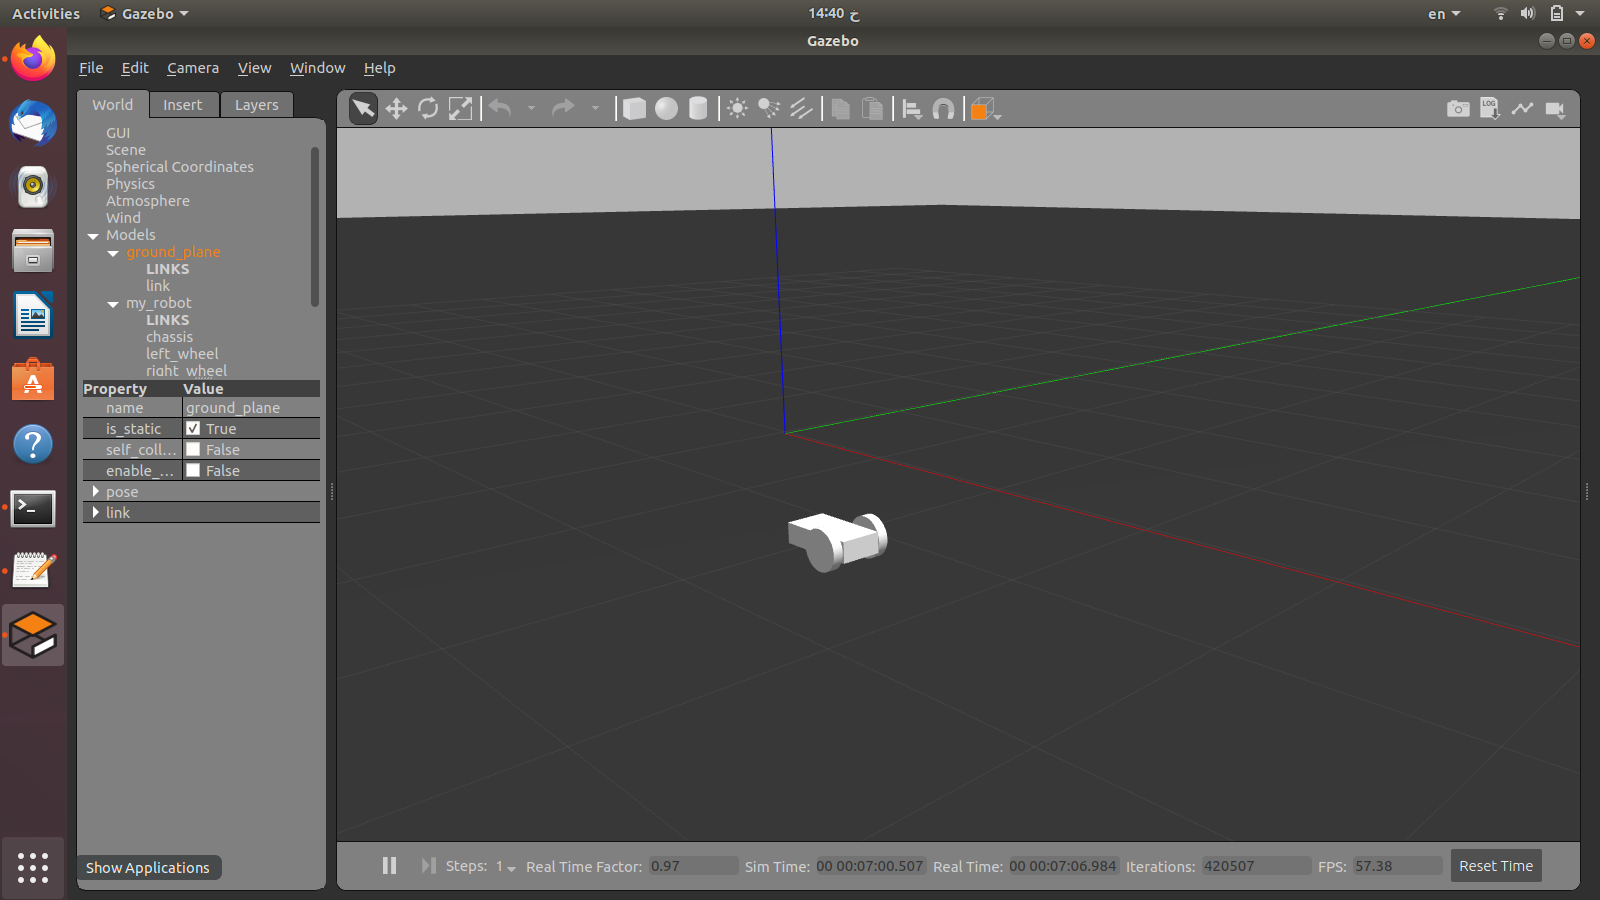 Activities
Gazebo
14:40 خ
en
Gazebo
File Edit Camera View Window Help
World Insert Layers
GUI
Scene
Spherical Coordinates
Physics
Atmosphere
Wind
Models
ground_plane
LINKS
link
my_robot
LINKS
chassis
left_wheel
right_wheel
Property Value
name ground_plane
is_static True
self_coll... False
enable_... False
pose
link
LOG
Show Applications
Steps: 1 Real Time Factor: 0.97 Sim Time: 00 00:07:00.507 Real Time: 00 00:07:06.984 Iterations: 420507 FPS: 57.38 Reset Time